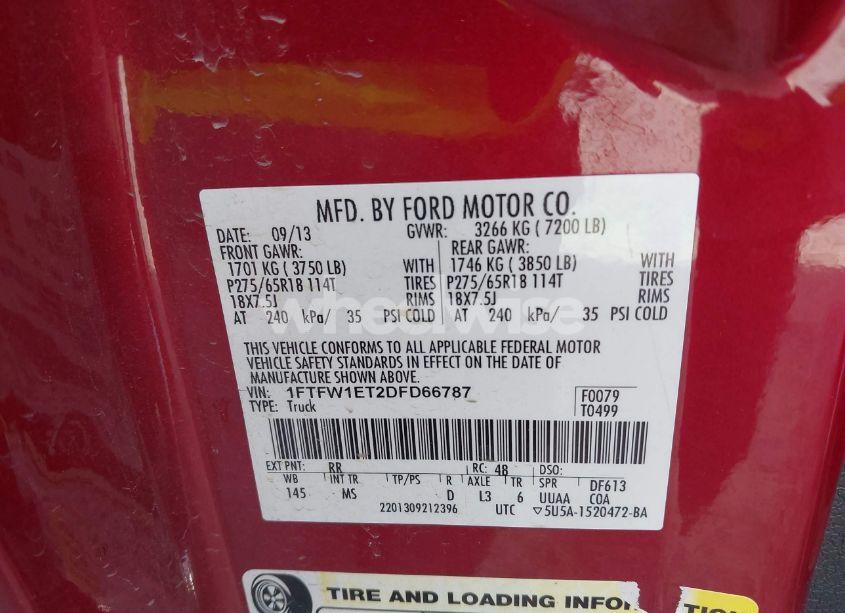 MFD. BY FORD MOTOR CO.
DATE: 09/13 GVWR: 3266 KG ( 7200 LB)
FRONT GAWR: REAR GAWR:
1701 KG ( 3750 LB) WITH 1746 KG ( 3850 LB) WITH
P275/65R18 114T TIRES P275/65R18 114T TIRES
18X7.5J RIMS 18X7.5J RIMS
AT 240 kPa/ 35 PSI COLD AT 240 kPa/ 35 PSI COLD
wheelwise
THIS VEHICLE CONFORMS TO ALL APPLICABLE FEDERAL MOTOR
VEHICLE SAFETY STANDARDS IN EFFECT ON THE DATE OF
MANUFACTURE SHOWN ABOVE.
VIN: 1FTFW1ET2DFD66787 F0079
TYPE: Truck T0499
EXT PNT: RR RC: 48 DSO:
WB INT TR TP/PS R AXLE TR SPR DF613
145 MS D L3 6 UUAA COA
2201309212396 UTC ▽5U5A-1520472-BA
TIRE AND LOADING INFOR
TION